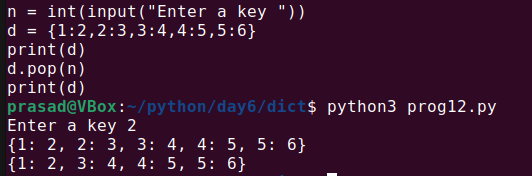 n = int(input("Enter a key "))
d = {1:2,2:3,3:4,4:5,5:6}
print(d)
d.pop(n)
print(d)
prasad@VBox:~/python/day6/dict$ python3 prog12.py
Enter a key 2
{1: 2, 2: 3, 3: 4, 4: 5, 5: 6}
{1: 2, 3: 4, 4: 5, 5: 6}